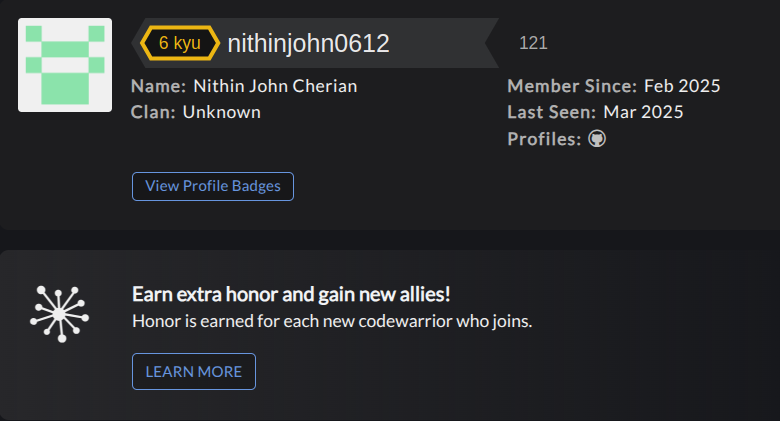 6 kyu nithinjohn0612 121
Name: Nithin John Cherian
Clan: Unknown
Member Since: Feb 2025
Last Seen: Mar 2025
Profiles:
View Profile Badges
Earn extra honor and gain new allies!
Honor is earned for each new codewarrior who joins.
LEARN MORE